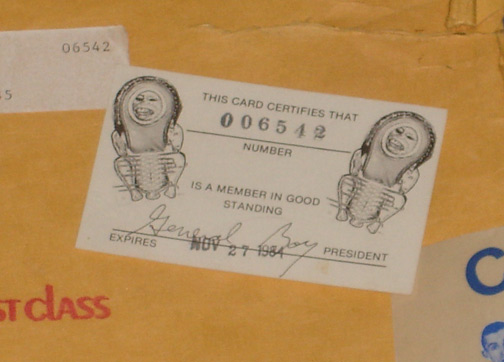 06542
5
THIS CARD CERTIFIES THAT
006542
NUMBER
IS A MEMBER IN GOOD
STANDING
General Boy
EXPIRES NOV 27 1984 PRESIDENT
ST CLASS
C